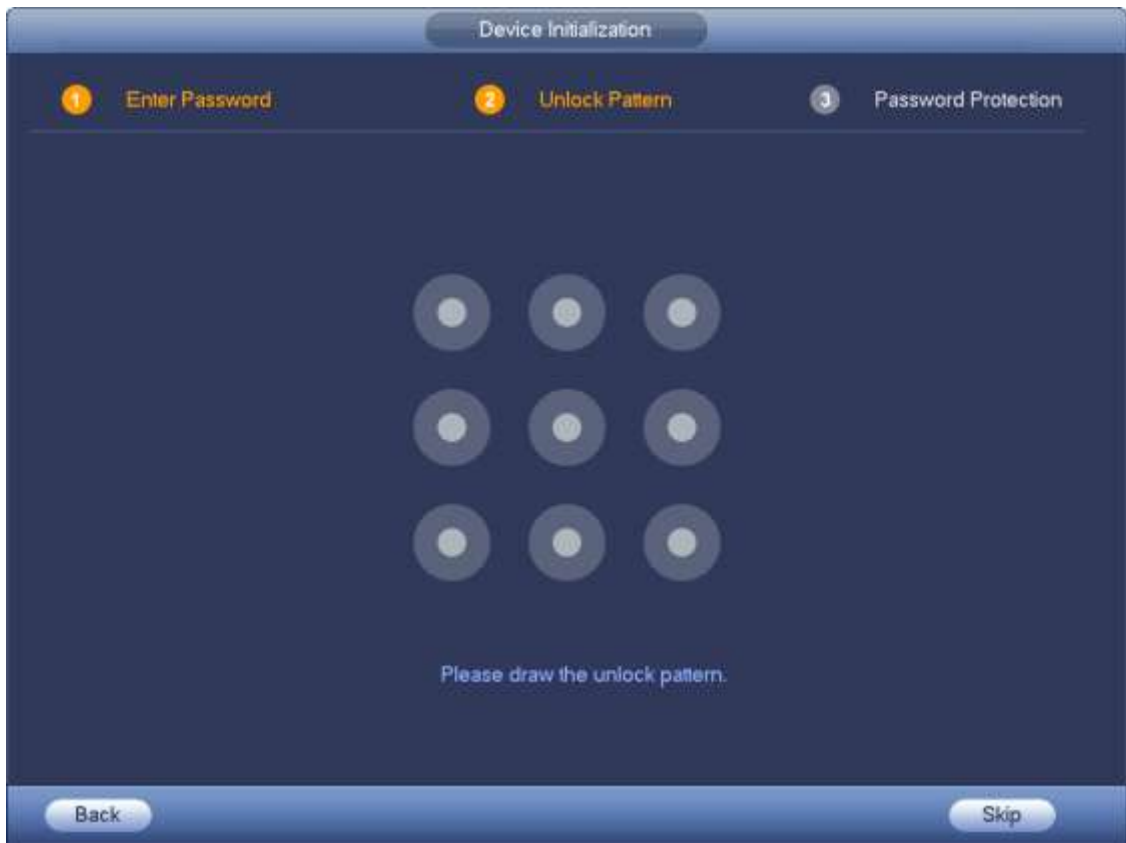 Device Initialization
1 Enter Password 2 Unlock Pattern 3 Password Protection
Please draw the unlock pattern.
Back Skip